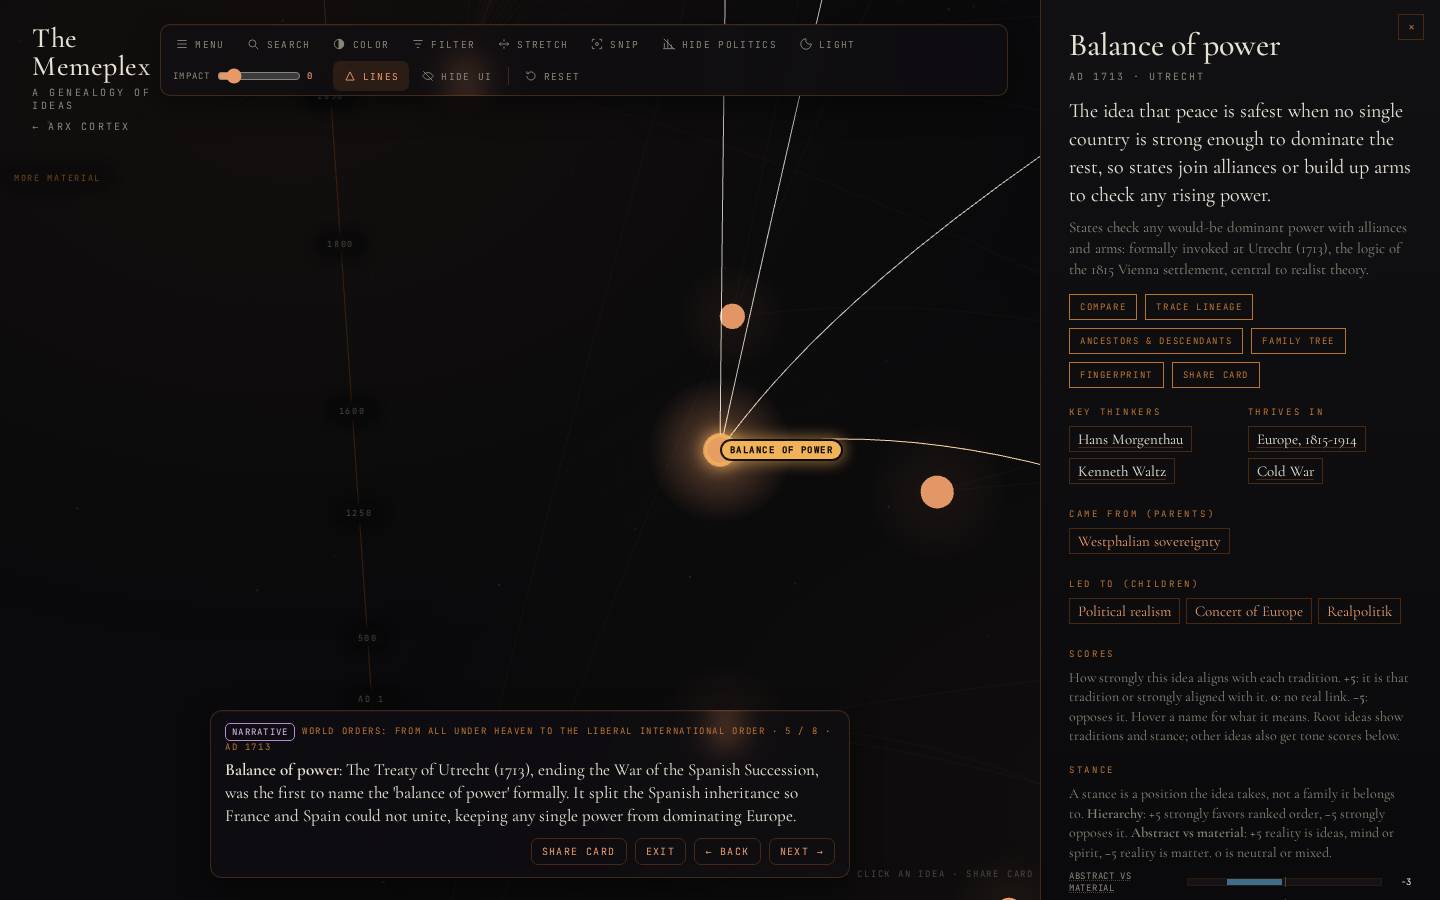 The
Memeplex
A GENEALOGY OF
IDEAS
← ARX CORTEX
MENU
SEARCH
COLOR
FILTER
STRETCH
SNIP
HIDE POLITICS
LIGHT
IMPACT
0
LINES
HIDE UI
RESET
MORE MATERIAL
1800
1600
1250
500
AD 1
BALANCE OF POWER
NARRATIVE WORLD ORDERS: FROM ALL UNDER HEAVEN TO THE LIBERAL INTERNATIONAL ORDER · 5 / 8 ·
AD 1713
Balance of power: The Treaty of Utrecht (1713), ending the War of the Spanish Succession,
was the first to name the 'balance of power' formally. It split the Spanish inheritance so
France and Spain could not unite, keeping any single power from dominating Europe.
SHARE CARD
EXIT
← BACK
NEXT →
CLICK AN IDEA · SHARE CARD
×
Balance of power
AD 1713 · UTRECHT
The idea that peace is safest when no single
country is strong enough to dominate the
rest, so states join alliances or build up arms
to check any rising power.
States check any would-be dominant power with alliances
and arms: formally invoked at Utrecht (1713), the logic of
the 1815 Vienna settlement, central to realist theory.
COMPARE
TRACE LINEAGE
ANCESTORS & DESCENDANTS
FAMILY TREE
FINGERPRINT
SHARE CARD
KEY THINKERS
Hans Morgenthau
Kenneth Waltz
THRIVES IN
Europe, 1815-1914
Cold War
CAME FROM (PARENTS)
Westphalian sovereignty
LED TO (CHILDREN)
Political realism
Concert of Europe
Realpolitik
SCORES
How strongly this idea aligns with each tradition. +5: it is that
tradition or strongly aligned with it. 0: no real link. −5:
opposes it. Hover a name for what it means. Root ideas show
traditions and stance; other ideas also get tone scores below.
STANCE
A stance is a position the idea takes, not a family it belongs
to. Hierarchy: +5 strongly favors ranked order, −5 strongly
opposes it. Abstract vs material: +5 reality is ideas, mind or
spirit, −5 reality is matter. 0 is neutral or mixed.
ABSTRACT VS
MATERIAL
−3